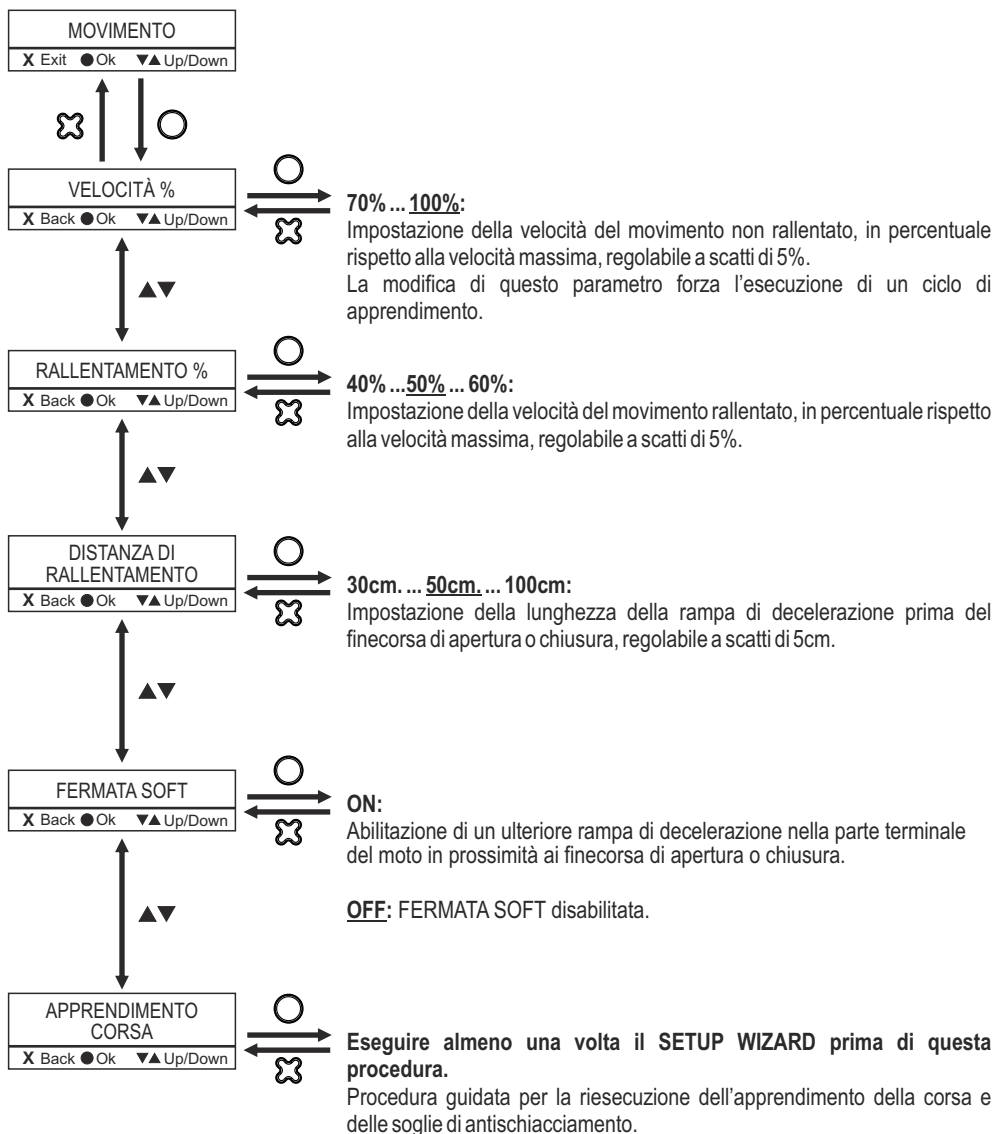 MOVIMENTO
X Exit ●Ok ▼▲Up/Down
VELOCITÀ %
X Back ●Ok ▼▲Up/Down
70% ... 100%:
Impostazione della velocità del movimento non rallentato, in percentuale
rispetto alla velocità massima, regolabile a scatti di 5%.
La modifica di questo parametro forza l'esecuzione di un ciclo di
apprendimento.
▲▼
RALLENTAMENTO %
X Back ●Ok ▼▲Up/Down
40% ...50% ... 60%:
Impostazione della velocità del movimento rallentato, in percentuale rispetto
alla velocità massima, regolabile a scatti di 5%.
▲▼
DISTANZA DI
RALLENTAMENTO
X Back ●Ok ▼▲Up/Down
30cm. ... 50cm. ... 100cm:
Impostazione della lunghezza della rampa di decelerazione prima del
finecorsa di apertura o chiusura, regolabile a scatti di 5cm.
▲▼
FERMATA SOFT
X Back ●Ok ▼▲Up/Down
ON:
Abilitazione di un ulteriore rampa di decelerazione nella parte terminale
del moto in prossimità ai finecorsa di apertura o chiusura.
OFF: FERMATA SOFT disabilitata.
▲▼
APPRENDIMENTO
CORSA
X Back ●Ok ▼▲Up/Down
Eseguire almeno una volta il SETUP WIZARD prima di questa
procedura.
Procedura guidata per la riesecuzione dell'apprendimento della corsa e
delle soglie di antischiacciamento.